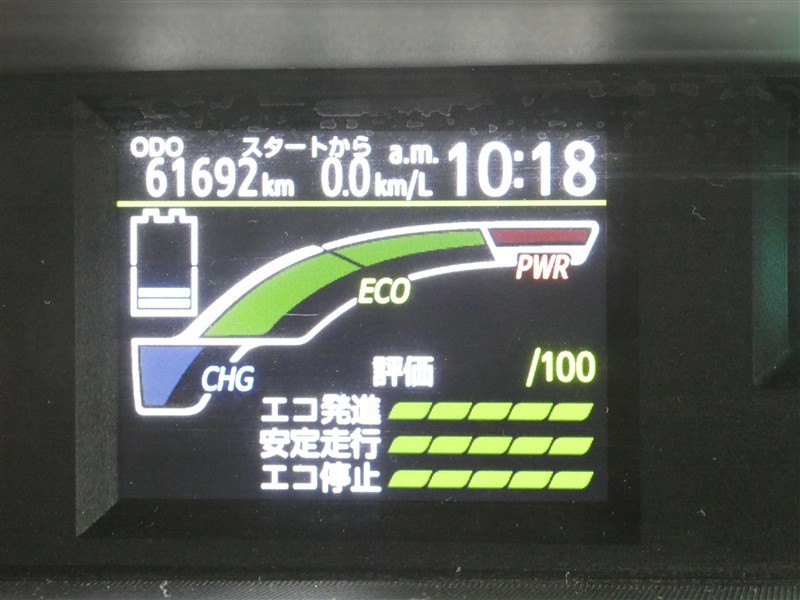 ODO スタートから a.m. 10:18
61692km 0.0km/L
PWR
ECO
CHG
評価 /100
エコ発進
安定走行
エコ停止